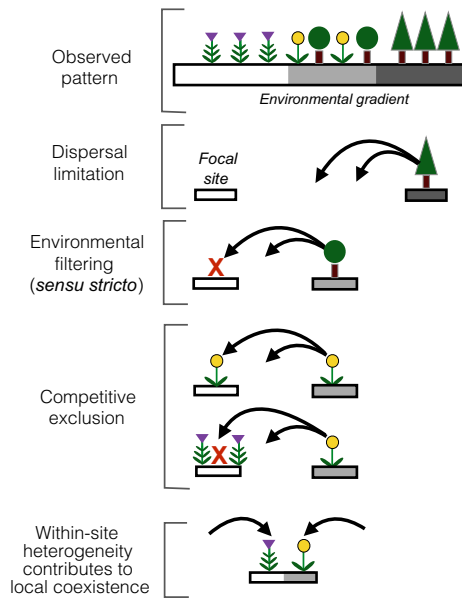 Observed
pattern
Environmental gradient
Dispersal
limitation
Focal
site
Environmental
filtering
(sensu stricto)
X
Competitive
exclusion
X
Within-site
heterogeneity
contributes to
local coexistence